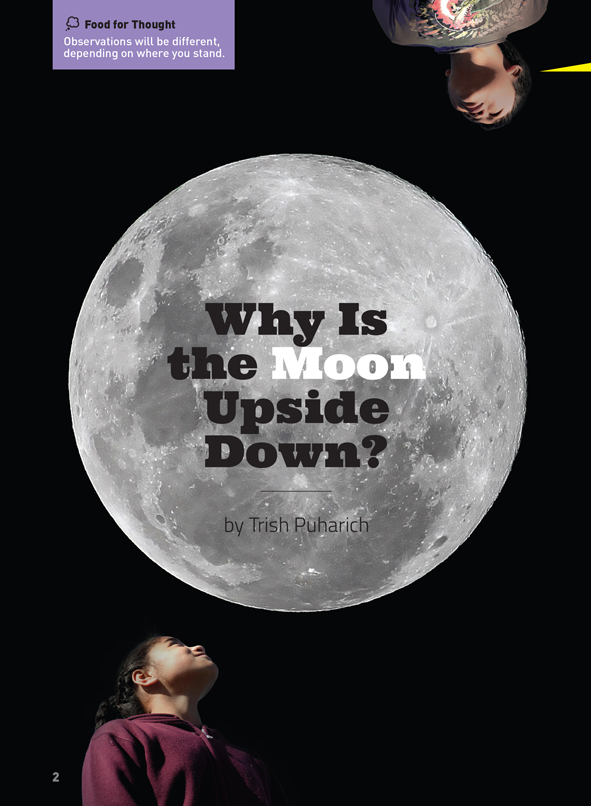 Food for Thought
Observations will be different,
depending on where you stand.
Why Is
the Moon
Upside
Down?
by Trish Puharich
2